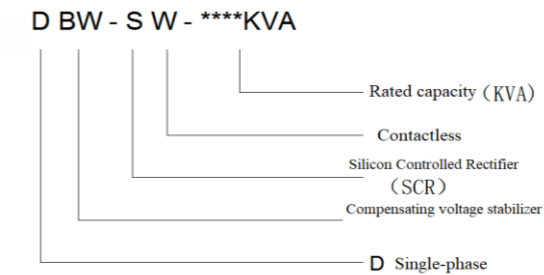 D BW - S W - ****KVA
Rated capacity（KVA）
Contactless
Silicon Controlled Rectifier
（SCR）
Compensating voltage stabilizer
D Single-phase